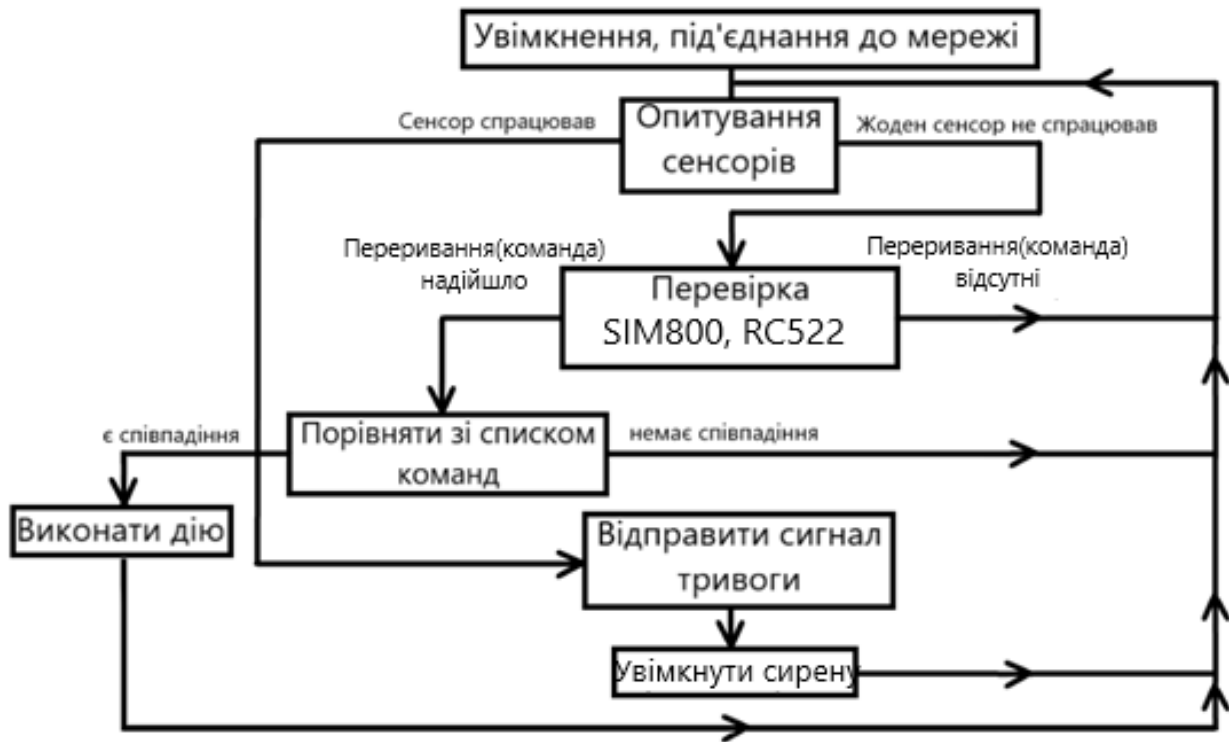 Увімкнення, під'єднання до мережі
Сенсор спрацював
Опитування
сенсорів
Жоден сенсор не спрацював
Переривання(команда)
надійшло
Переривання(команда)
відсутні
Перевірка
SIM800, RC522
є співпадіння
Порівняти зі списком
команд
немає співпадіння
Виконати дію
Відправити сигнал
тривоги
Увімкнути сирену